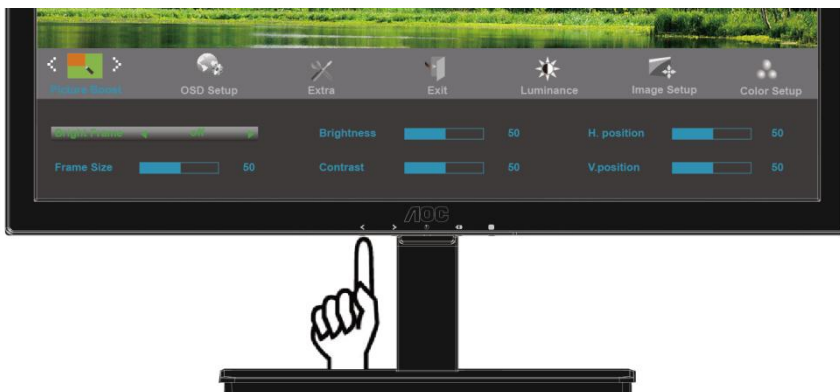 Picture Boost OSD Setup Extra Exit Luminance Image Setup Color Setup
Bright Frame off Brightness 50 H. position 50
Frame Size 50 Contrast 50 V.position 50
AOC